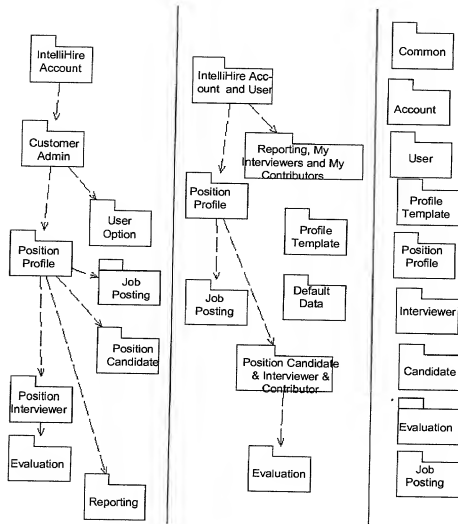 IntelliHire
Account
Customer
Admin
User
Option
Position
Profile
Job
Posting
Position
Candidate
Position
Interviewer
Evaluation
Reporting
IntelliHire Acc-
ount and User
Reporting, My
Interviewers and My
Contributors
Position
Profile
Profile
Template
Job
Posting
Default
Data
Position Candidate
& Interviewer &
Contributor
Evaluation
Common
Account
User
Profile
Template
Position
Profile
Interviewer
Candidate
Evaluation
Job
Posting